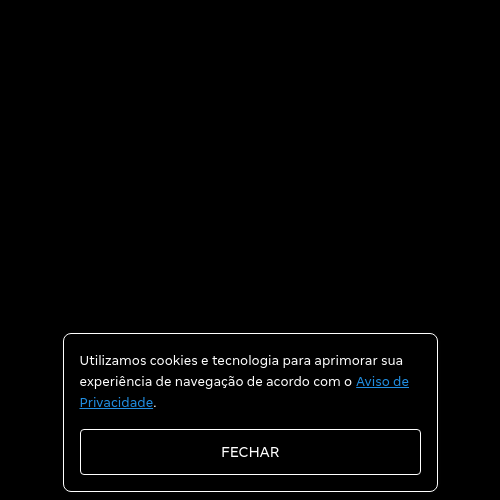 Utilizamos cookies e tecnologia para aprimorar sua
experiência de navegação de acordo com o Aviso de
Privacidade.
FECHAR